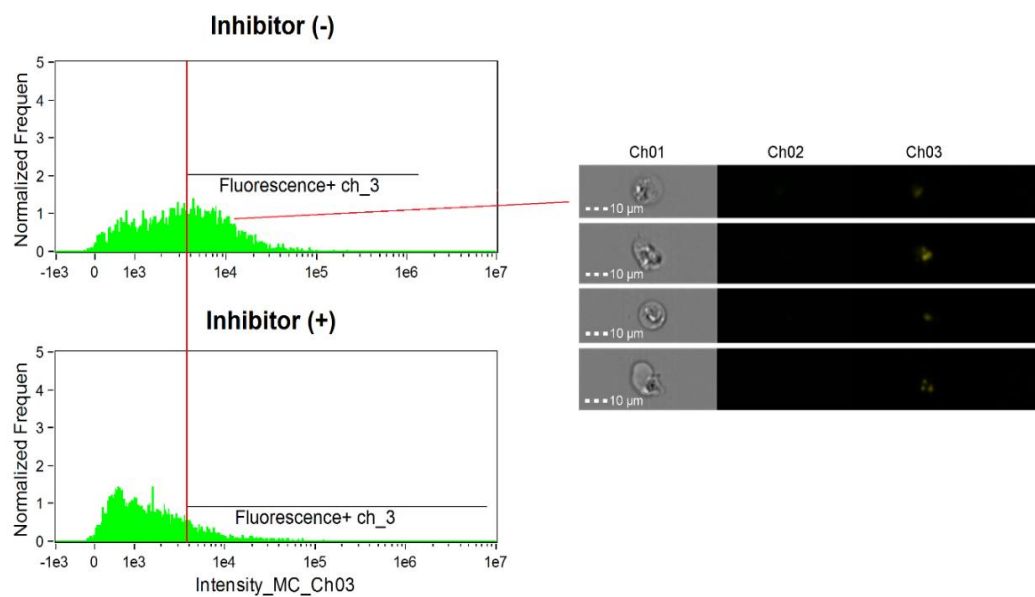 Inhibitor (-)
Normalized Frequen
5
4
3
2
1
0
Fluorescence+ ch_3
-1e3 0 1e3 1e4 1e5 1e6 1e7
Inhibitor (+)
Normalized Frequen
5
4
3
2
1
0
Fluorescence+ ch_3
-1e3 0 1e3 1e4 1e5 1e6 1e7
Intensity_MC_Ch03
Ch01 Ch02 Ch03
10 µm
10 µm
10 µm
10 µm